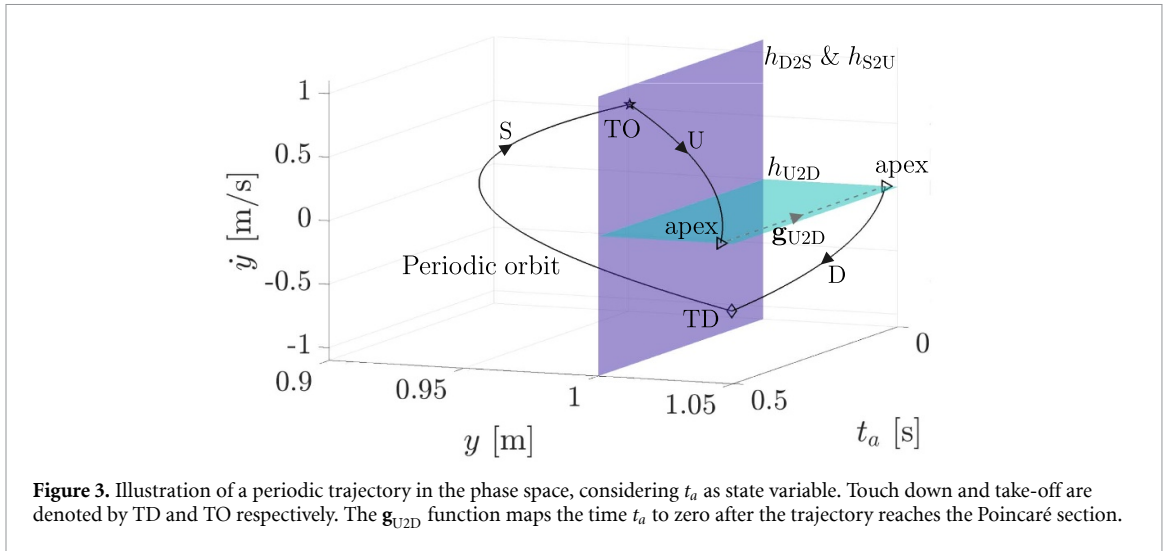 h_D2S & h_S2U
1
S
TO
U
0.5
h_U2D
apex
ẏ [m/s]
0
apex
g_U2D
Periodic orbit
D
-0.5
TD
-1
0
0.9
0.95
1
1.05
0.5
y [m]
t_a [s]
Figure 3. Illustration of a periodic trajectory in the phase space, considering t_a as state variable. Touch down and take-off are
denoted by TD and TO respectively. The g_U2D function maps the time t_a to zero after the trajectory reaches the Poincaré section.